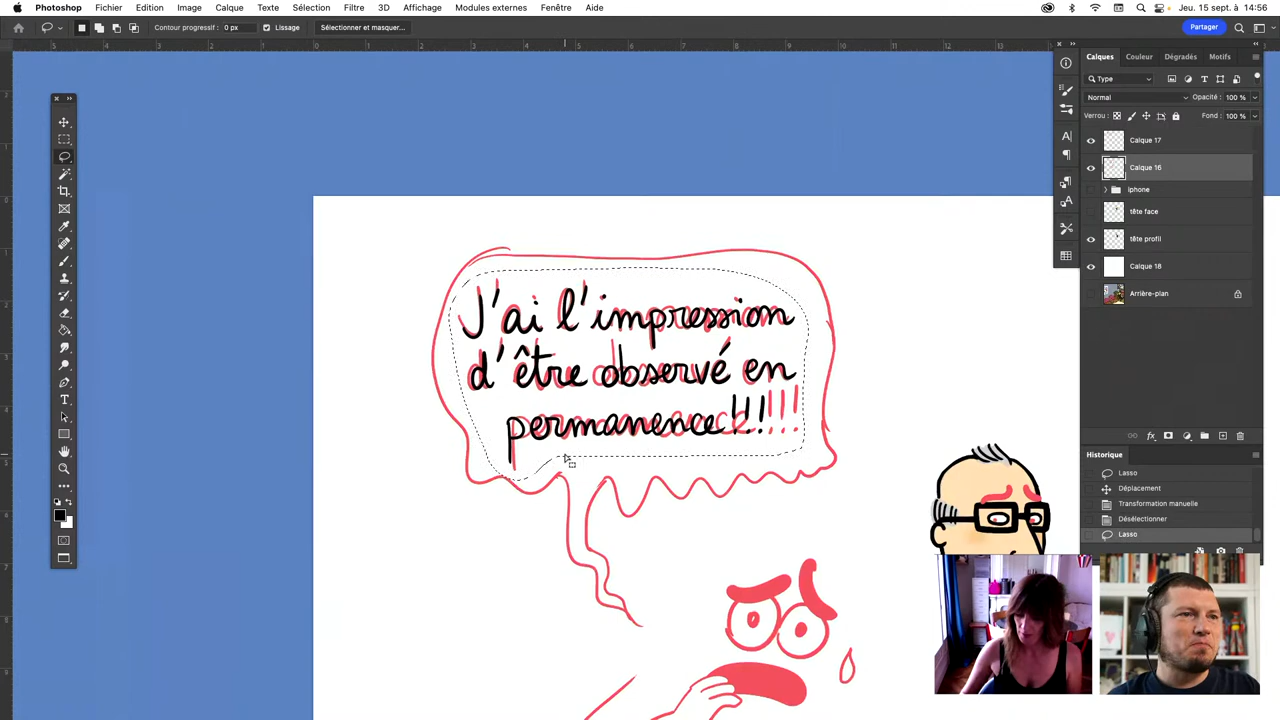 Photoshop Fichier Edition Image Calque Texte Sélection Filtre 3D Affichage Modules externes Fenêtre Aide Jeu. 15 sept. à 14:56
Contour progressif : 0 px Lissage Sélectionner et masquer... Partager
Calques Couleur Dégradés Motifs
Type
Normal Opacité : 100 %
Verrou : Fond : 100 %
Calque 17
Calque 16
iphone
tête face
tête profil
Calque 18
Arrière-plan
J'ai l'impression
d'être observé en
permanence !!!
Historique
Lasso
Déplacement
Transformation manuelle
Désélectionner
Lasso